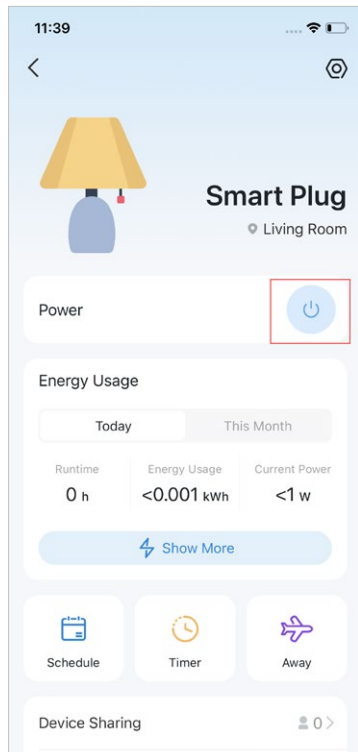 11:39
Smart Plug
Living Room
Power
Energy Usage
Today This Month
Runtime Energy Usage Current Power
0 h <0.001 kWh <1 w
Show More
Schedule Timer Away
Device Sharing 0